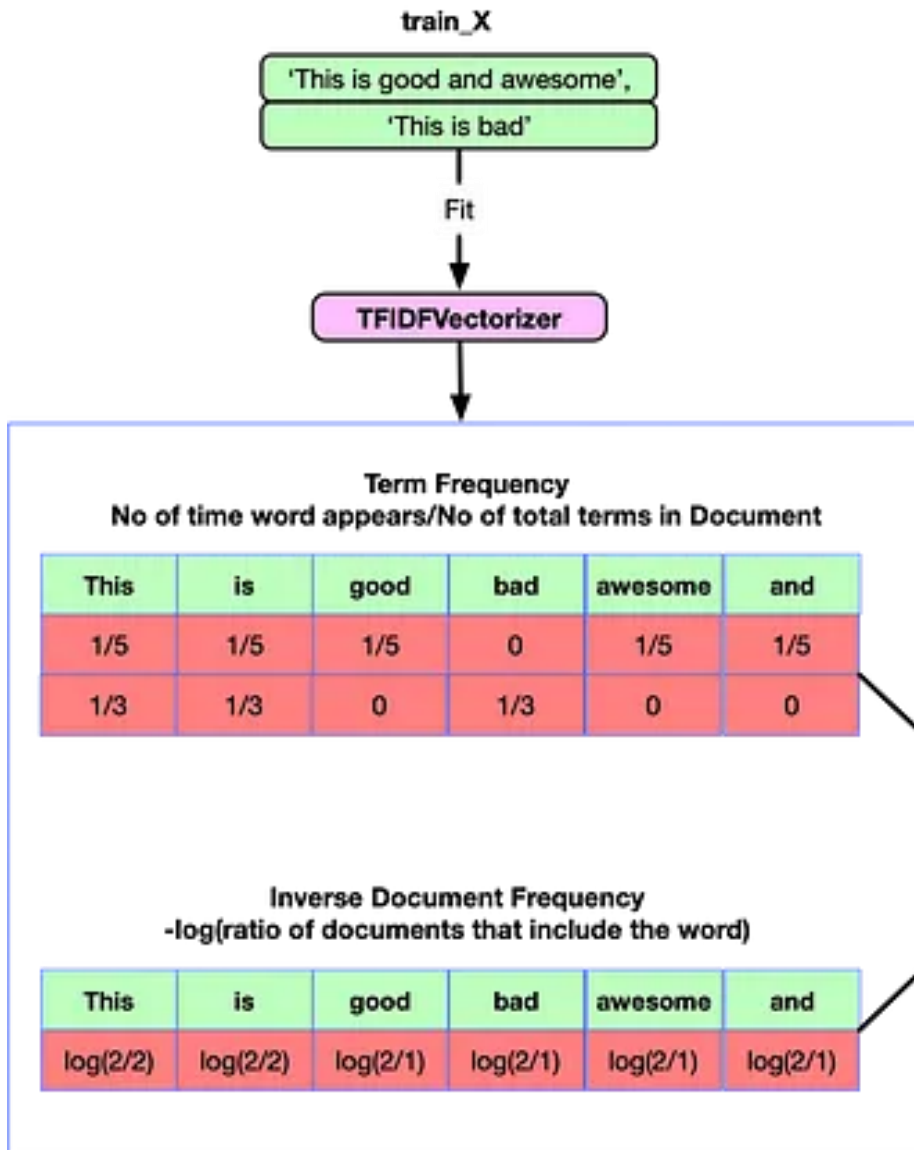 train_X
‘This is good and awesome’,
‘This is bad’
Fit
TFIDFVectorizer
Term Frequency
No of time word appears/No of total terms in Document
This is good bad awesome and
1/5 1/5 1/5 0 1/5 1/5
1/3 1/3 0 1/3 0 0
Inverse Document Frequency
-log(ratio of documents that include the word)
This is good bad awesome and
log(2/2) log(2/2) log(2/1) log(2/1) log(2/1) log(2/1)